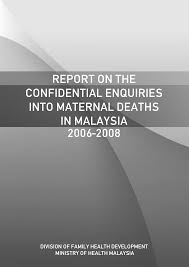 REPORT ON THE
CONFIDENTIAL ENQUIRIES
INTO MATERNAL DEATHS
IN MALAYSIA
2006-2008
DIVISION OF FAMILY HEALTH DEVELOPMENT
MINISTRY OF HEALTH MALAYSIA